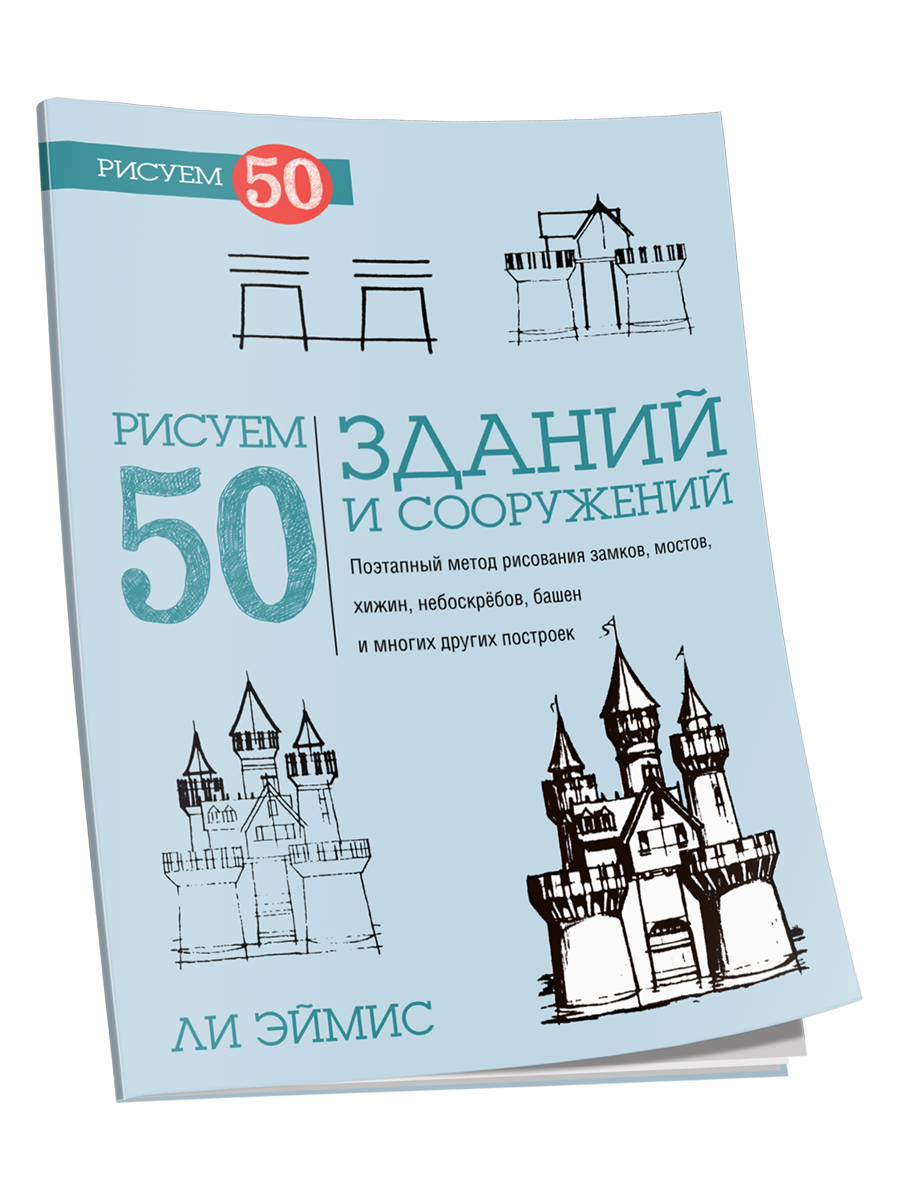 РИСУЕМ 50
РИСУЕМ
50
ЗДАНИЙ
И СООРУЖЕНИЙ
Поэтапный метод рисования замков, мостов,
хижин, небоскрёбов, башен
и многих других построек
ЛИ ЭЙМИС